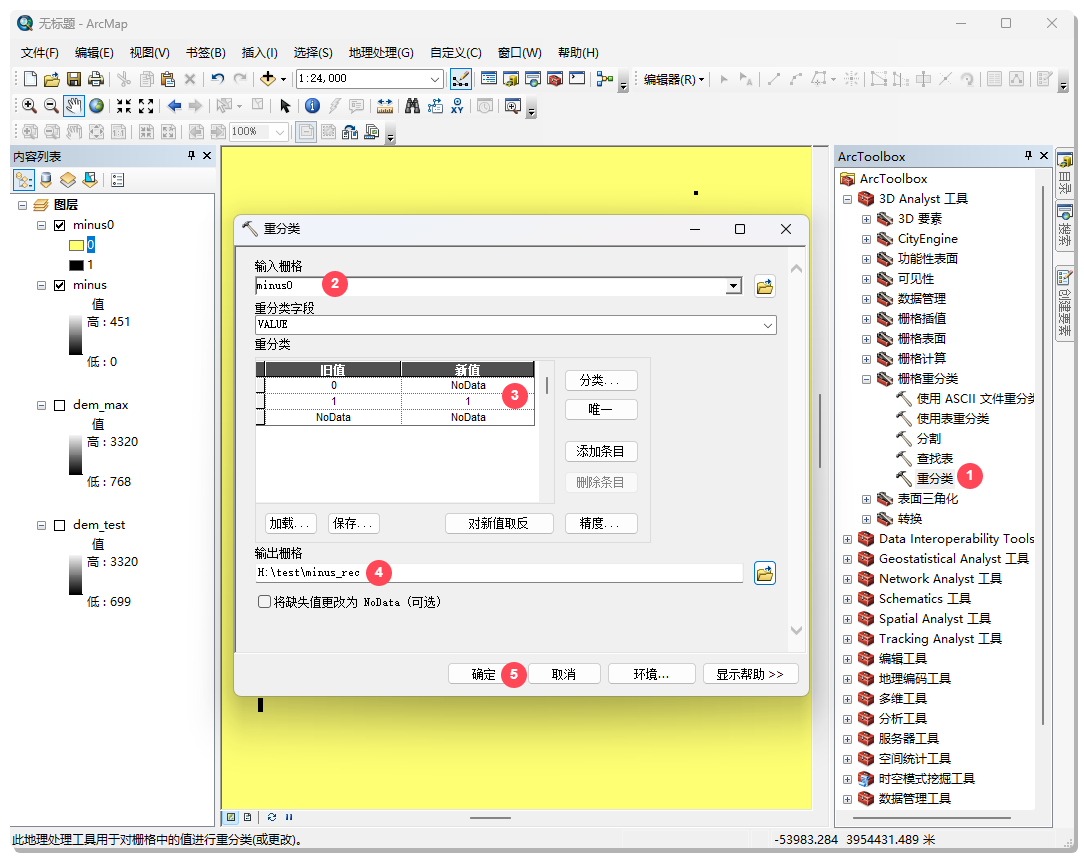 无标题 - ArcMap
文件(F) 编辑(E) 视图(V) 书签(B) 插入(I) 选择(S) 地理处理(G) 自定义(C) 窗口(W) 帮助(H)
1:24,000
编辑器(R)
XY
100%
内容列表
图层
minus0
0
1
minus
值
高 : 451
低 : 0
dem_max
值
高 : 3320
低 : 768
dem_test
值
高 : 3320
低 : 699
重分类
输入栅格
minus0
2
重分类字段
VALUE
重分类
旧值 新值
0 NoData
1 1
NoData NoData
3
分类...
唯一
添加条目
删除条目
加载... 保存... 对新值取反 精度...
输出栅格
H:\test\minus_rec
4
将缺失值更改为 NoData (可选)
确定 5 取消 环境... 显示帮助 >>
ArcToolbox
ArcToolbox
3D Analyst 工具
3D 要素
CityEngine
功能性表面
可见性
数据管理
栅格插值
栅格表面
栅格计算
栅格重分类
使用 ASCII 文件重分类
使用表重分类
分割
查找表
重分类 1
表面三角化
转换
Data Interoperability Tools
Geostatistical Analyst 工具
Network Analyst 工具
Schematics 工具
Spatial Analyst 工具
Tracking Analyst 工具
编辑工具
地理编码工具
多维工具
分析工具
服务器工具
空间统计工具
时空模式挖掘工具
数据管理工具
目录
搜索
创建要素
此地理处理工具用于对栅格中的值进行重分类(或更改)。
-53983.284 3954431.489 米